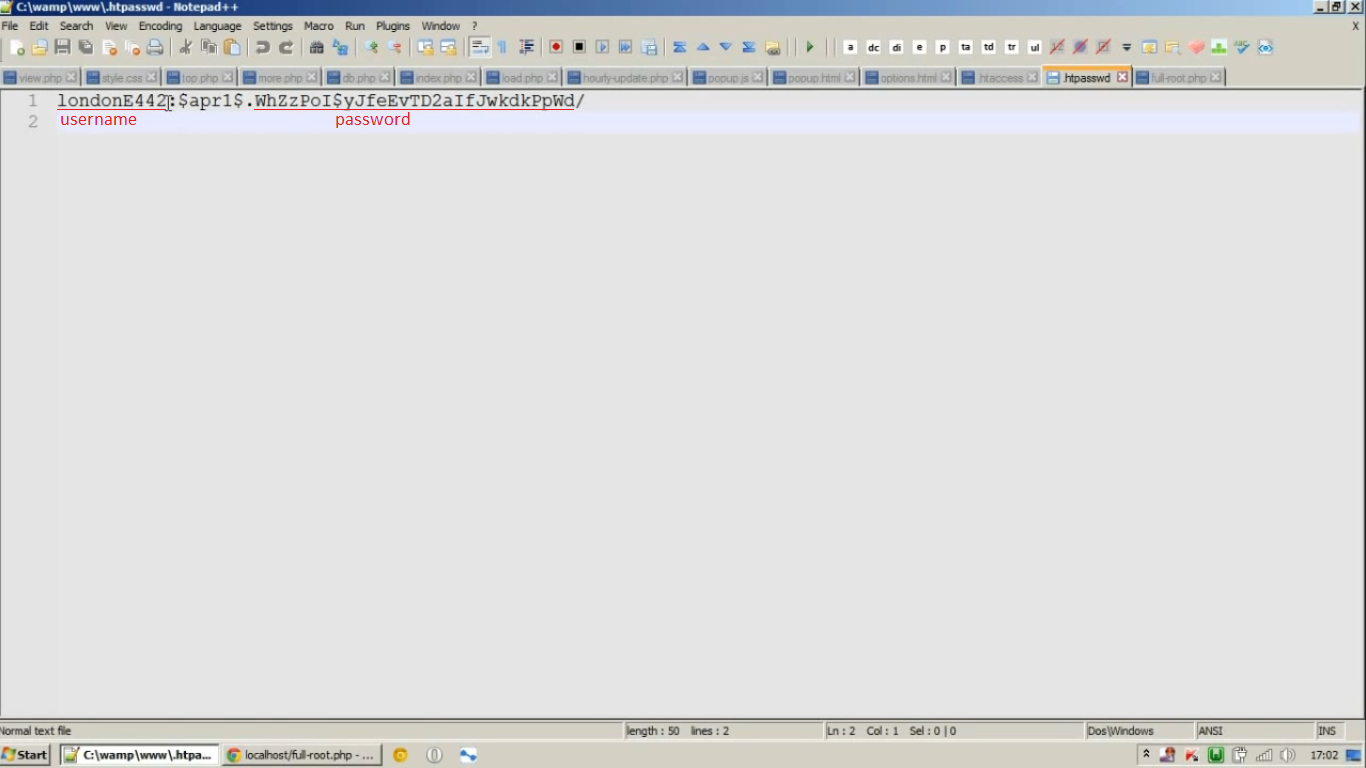 C:\wamp\www\.htpasswd - Notepad++
File Edit Search View Encoding Language Settings Macro Run Plugins Window ? X
a dc di e p ta td tr ul
view.php style.css top.php more.php db.php index.php load.php hourly-update.php popup.js popup.html options.html .htaccess .htpasswd full-root.php
1 londonE442:$apr1$.WhZzPoI$yJfeEvTD2aIfJwkdkPpWd/
2 username password
Normal text file length : 50 lines : 2 Ln : 2 Col : 1 Sel : 0 | 0 Dos\Windows ANSI INS
Start C:\wamp\www\.htpa... localhost/full-root.php - ... 17:02